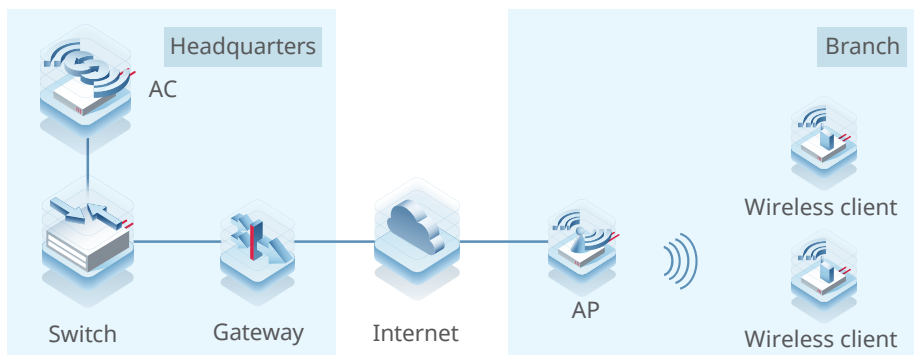 Headquarters
Branch
AC
Wireless client
Switch
Gateway
Internet
AP
Wireless client